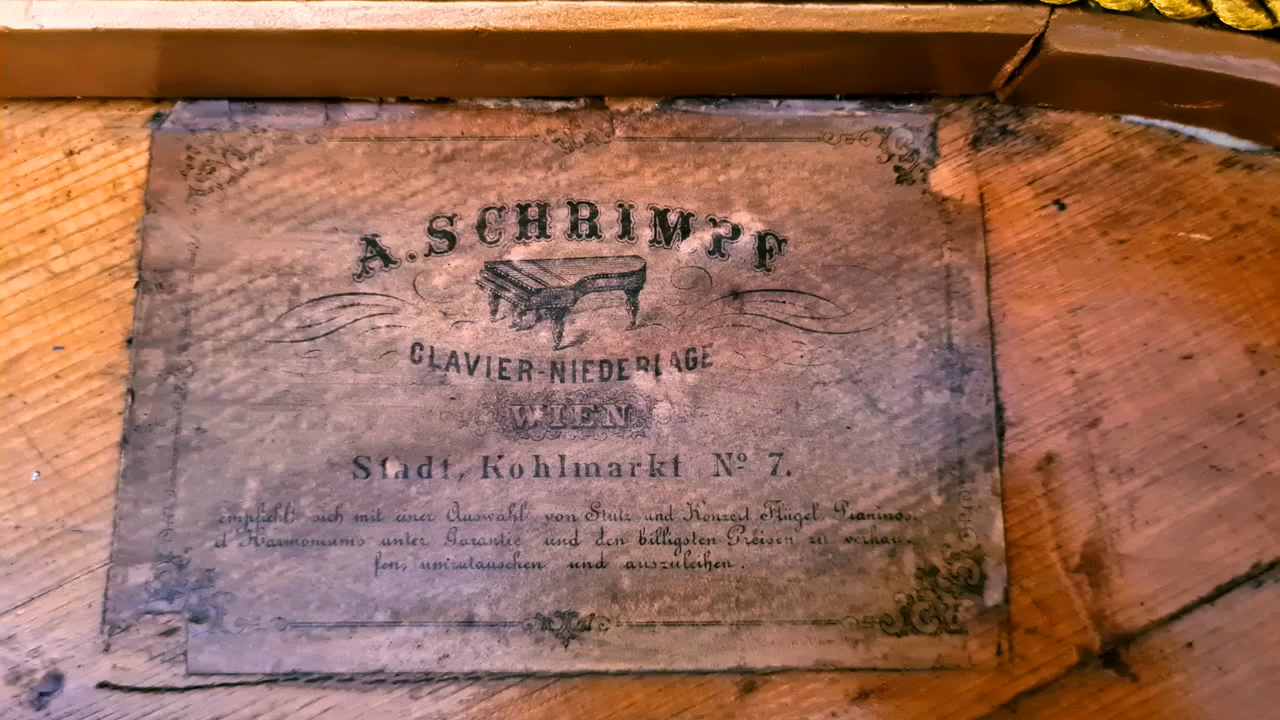 A. SCHRIMPF
CLAVIER-NIEDERLAGE
WIEN
Stadt, Kohlmarkt Nº 7.
empfiehlt sich mit einer Auswahl von Stutz und Konzert Flügel Pianinos.
d'Harmoniums unter Garantie und den billigsten Preisen zu verkau-
fen, umzutauschen und auszuleihen.